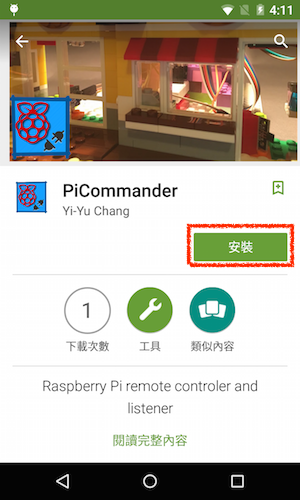 4:11
PiCommander
Yi-Yu Chang
安裝
1
下載次數
工具
類似內容
Raspberry Pi remote controler and
listener
閱讀完整內容